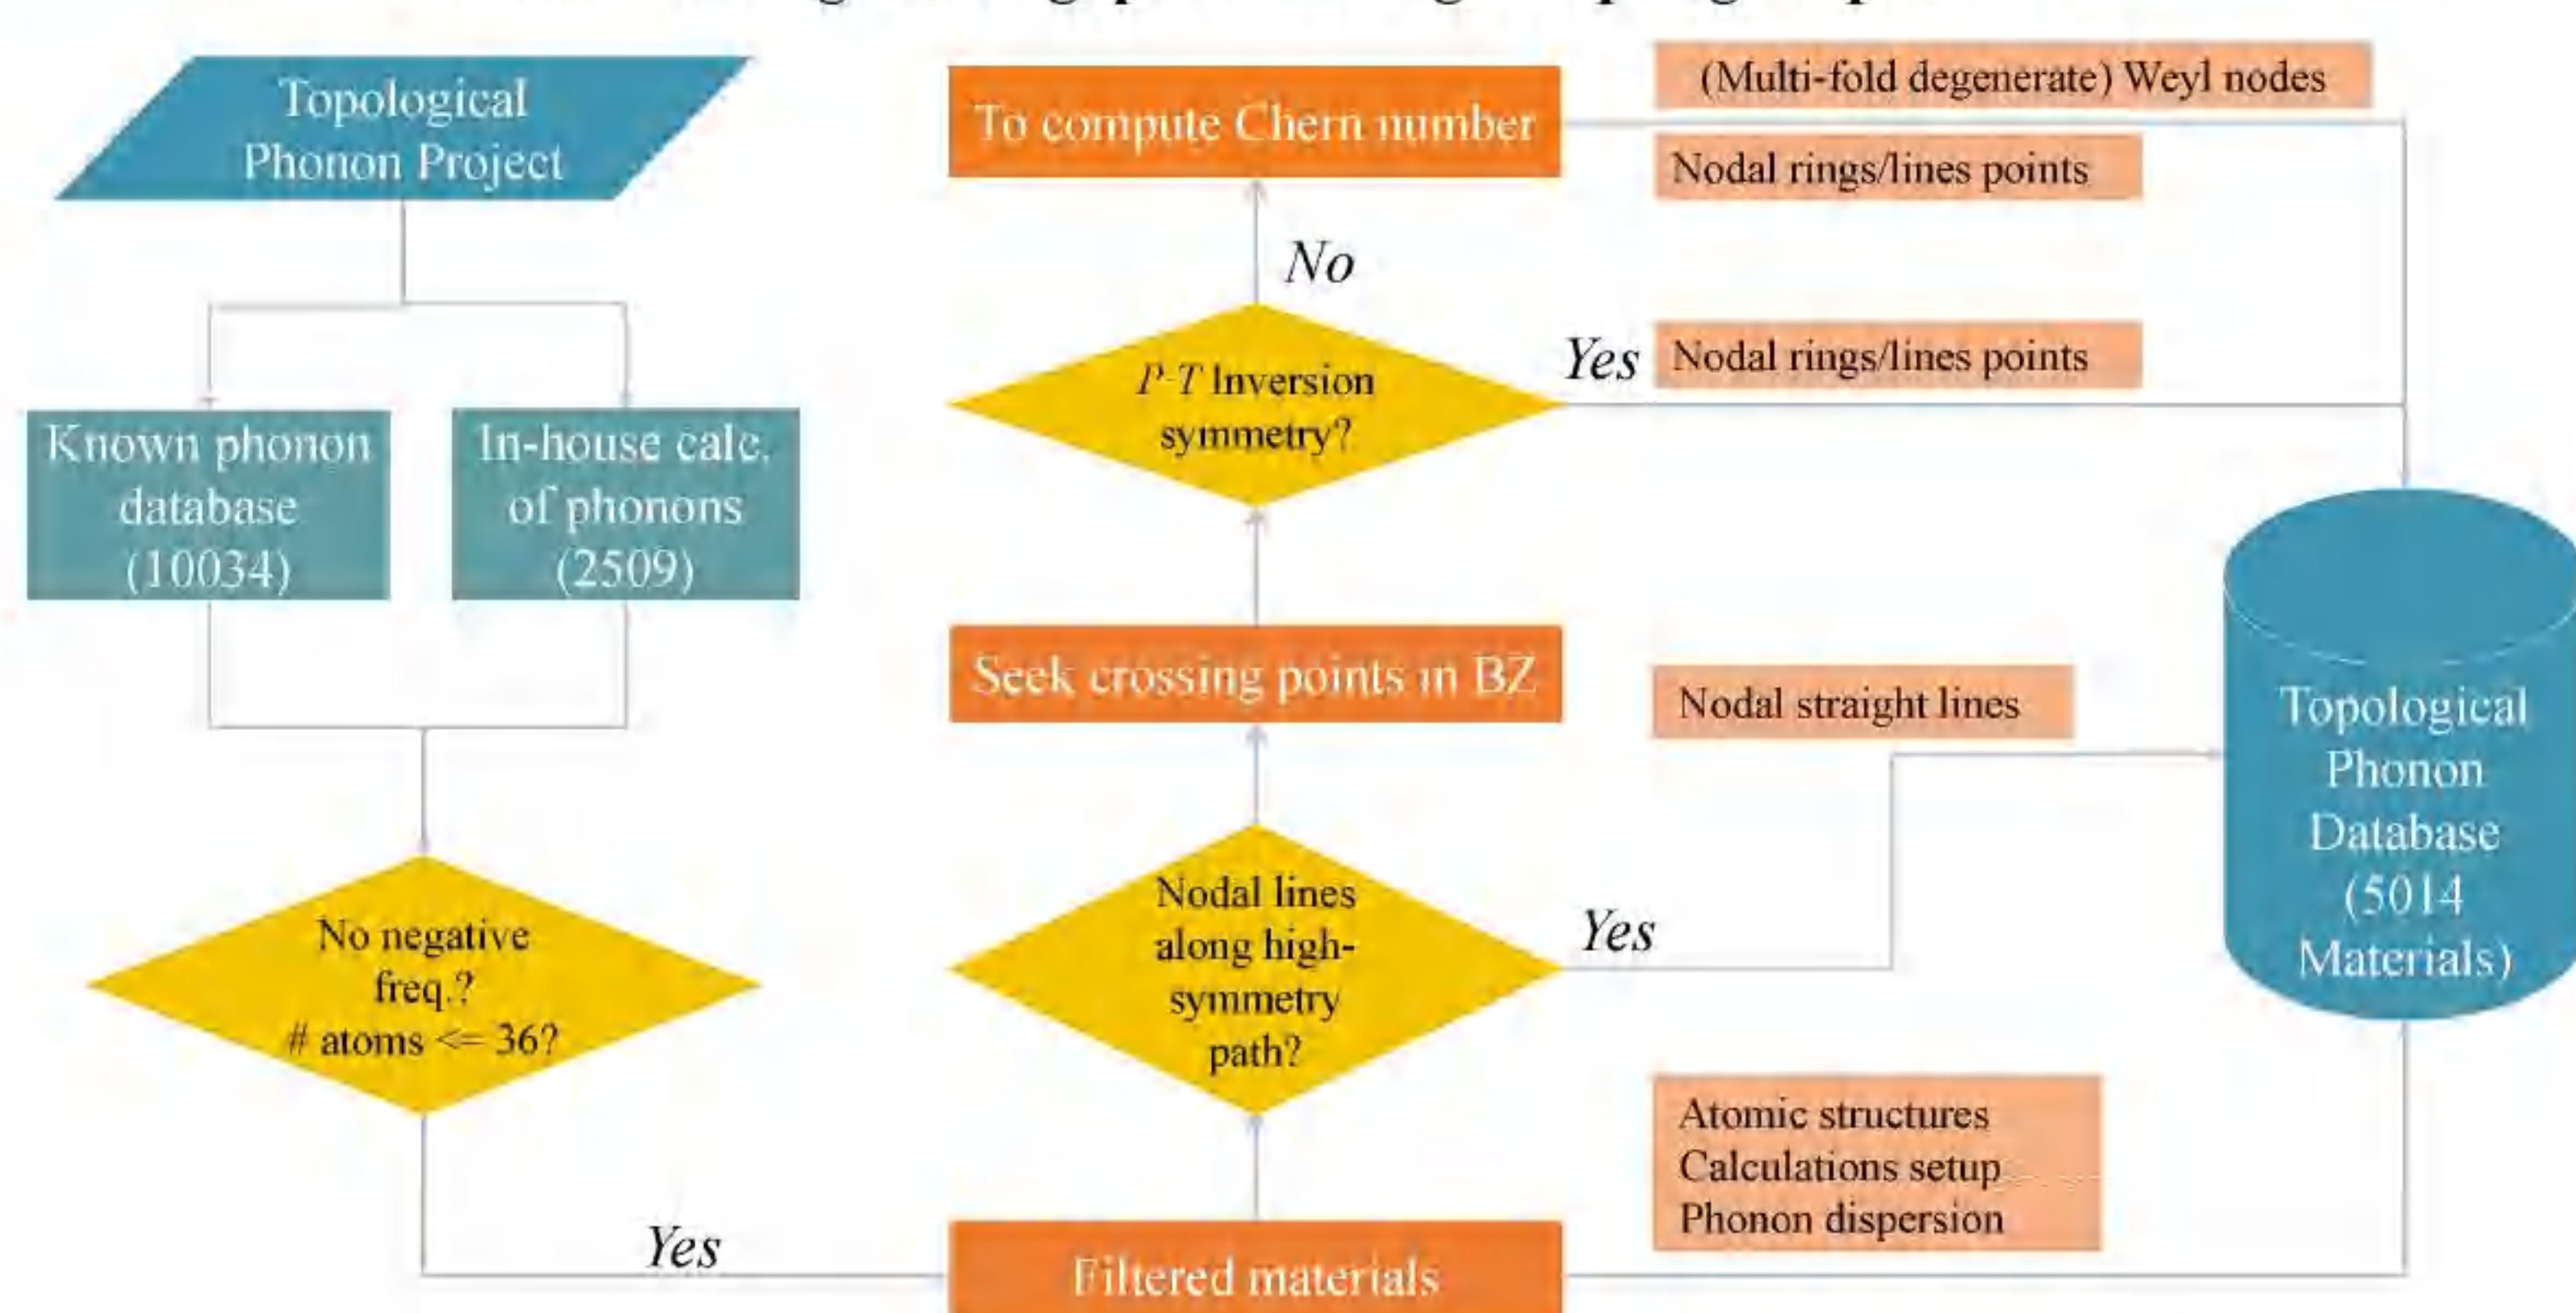 Topological
Phonon Project
Known phonon
database
(10034)
In-house calc.
of phonons
(2509)
No negative
freq.?
# atoms <= 36?
Yes
To compute Chern number
(Multi-fold degenerate) Weyl nodes
Nodal rings/lines points
No
P-T Inversion
symmetry?
Yes
Nodal rings/lines points
Seek crossing points in BZ
Nodal straight lines
Nodal lines
along high-
symmetry
path?
Yes
Atomic structures
Calculations setup
Phonon dispersion
Filtered materials
Topological
Phonon
Database
(5014
Materials)